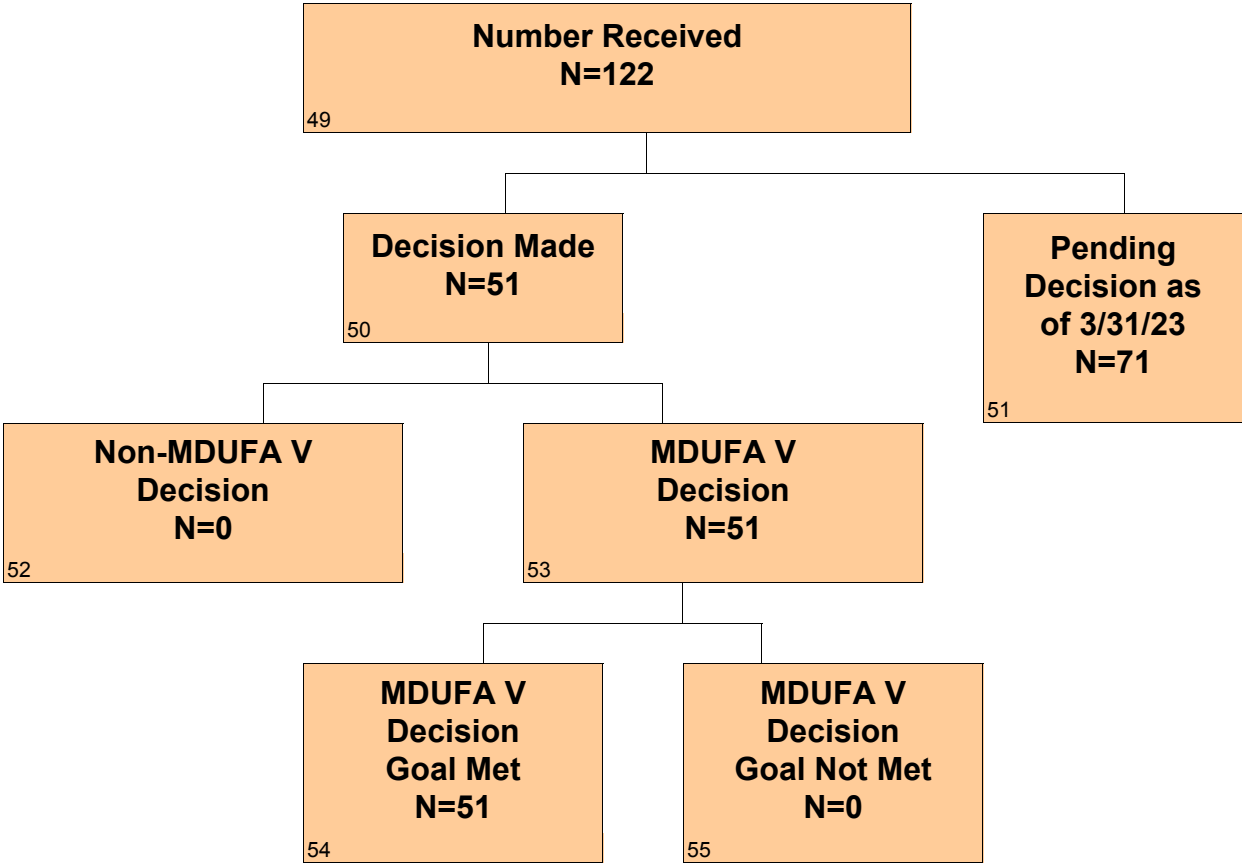 Number Received
N=122
49
Decision Made
N=51
50
Pending
Decision as
of 3/31/23
N=71
51
Non-MDUFA V
Decision
N=0
52
MDUFA V
Decision
N=51
53
MDUFA V
Decision
Goal Met
N=51
54
MDUFA V
Decision
Goal Not Met
N=0
55